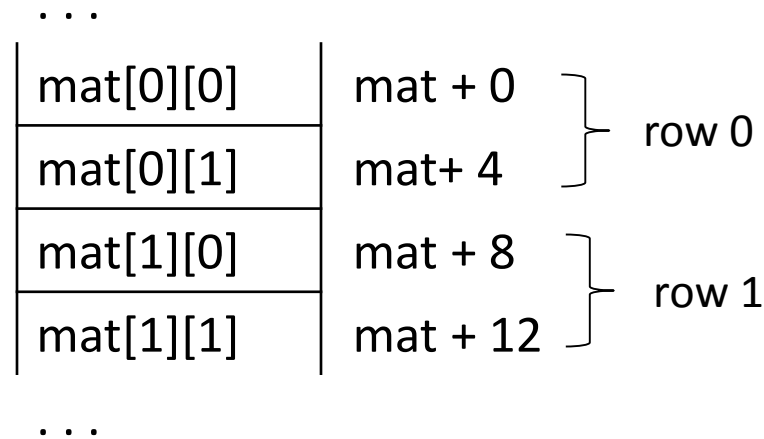 . . .
mat[0][0] mat + 0
row 0
mat[0][1] mat+ 4
mat[1][0] mat + 8
row 1
mat[1][1] mat + 12
. . .